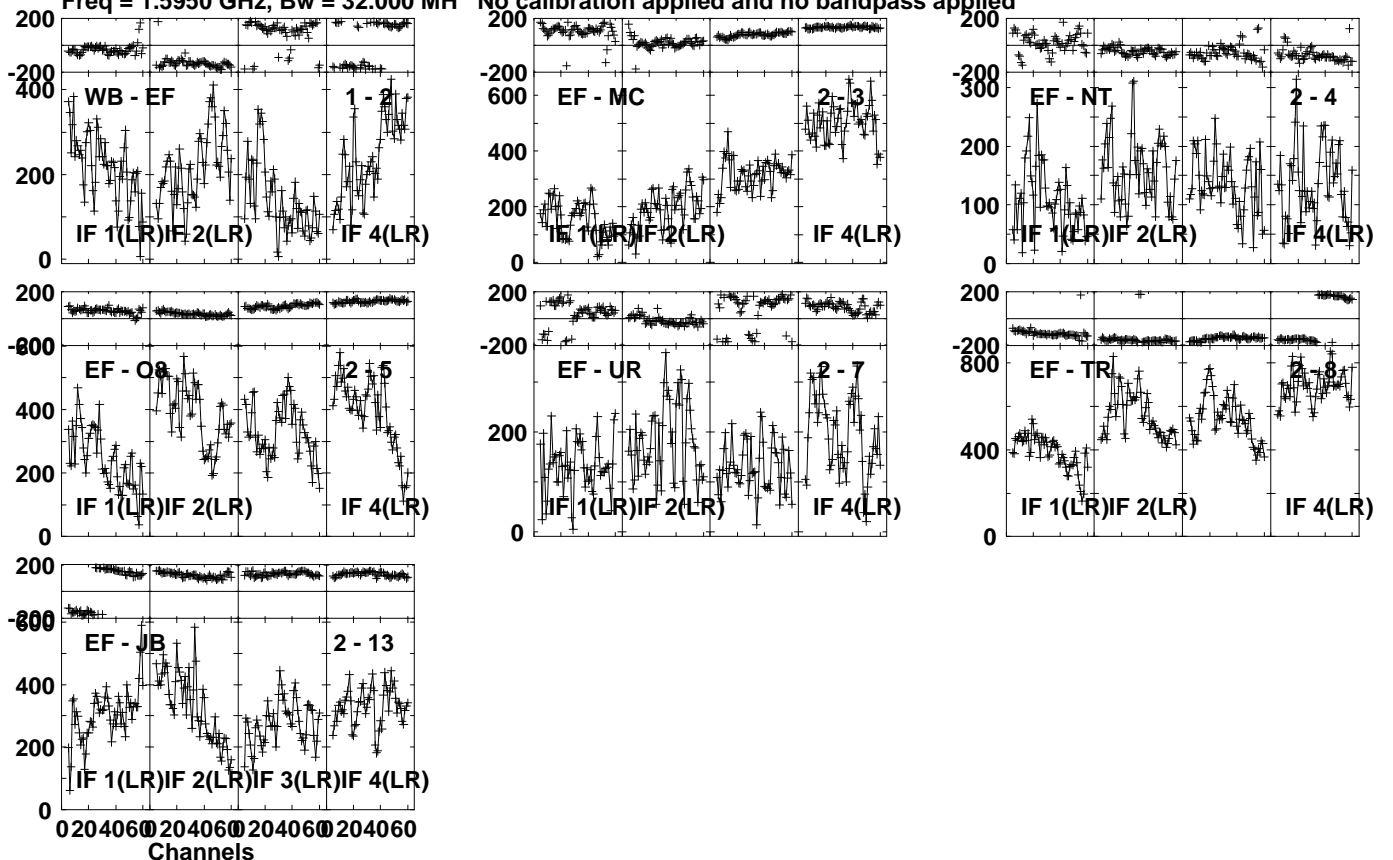 Freq = 1.5950 GHz, Bw = 32.000 MH No calibration applied and no bandpass applied
200
-200
400
200
0
WB - EF 1 - 2
IF 1(LR) IF 2(LR) IF 4(LR)
200
-200
600
400
200
0
EF - MC 2 - 3
IF 1(LR) IF 2(LR) IF 4(LR)
200
-200
300
200
100
0
EF - NT 2 - 4
IF 1(LR) IF 2(LR) IF 4(LR)
200
-200
600
400
200
0
EF - O8 2 - 5
IF 1(LR) IF 2(LR) IF 4(LR)
200
-200
200
0
EF - UR 2 - 7
IF 1(LR) IF 2(LR) IF 4(LR)
200
-200
800
400
0
EF - TR 2 - 8
IF 1(LR) IF 2(LR) IF 4(LR)
200
-200
600
400
200
0
EF - JB 2 - 13
IF 1(LR) IF 2(LR) IF 3(LR) IF 4(LR)
0 20 40 60 0 20 40 60 0 20 40 60
Channels